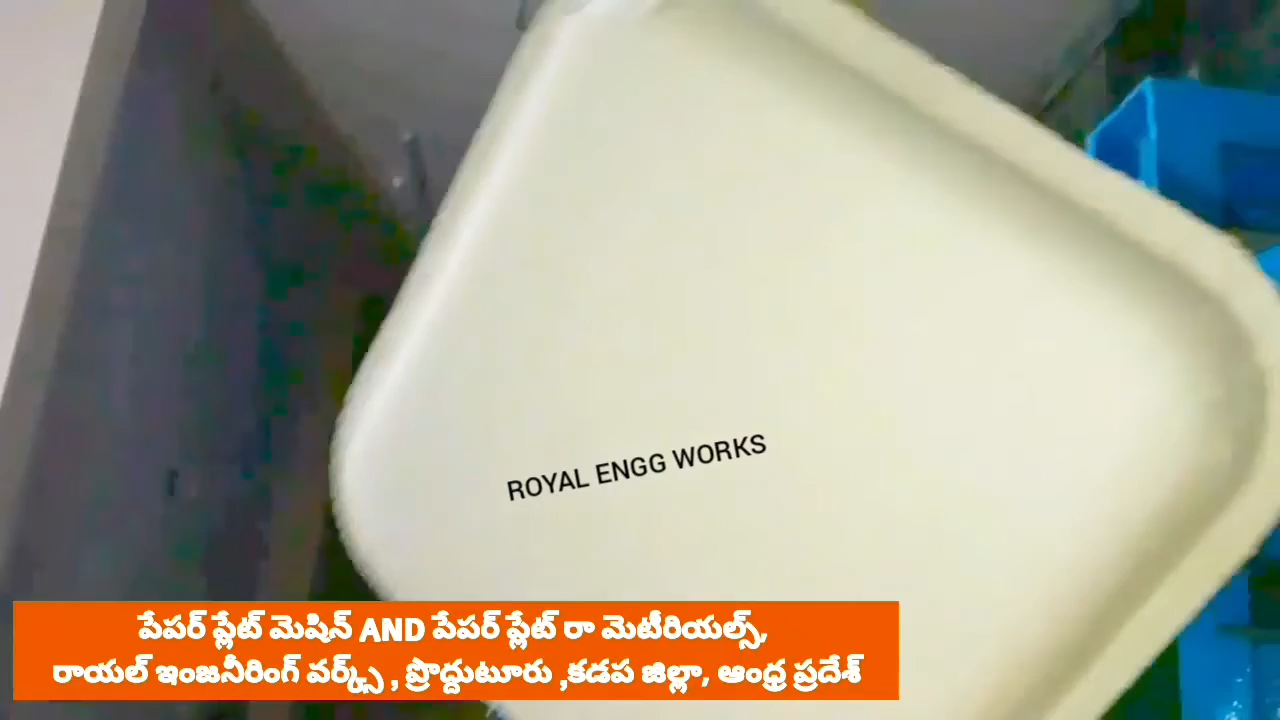 ROYAL ENGG WORKS
పేపర్ ప్లేట్ మెషిన్ AND పేపర్ ప్లేట్ రా మెటీరియల్స్,
రాయల్ ఇంజనీరింగ్ వర్క్స్ , ప్రొద్దుటూరు ,కడప జిల్లా, ఆంధ్ర ప్రదేశ్